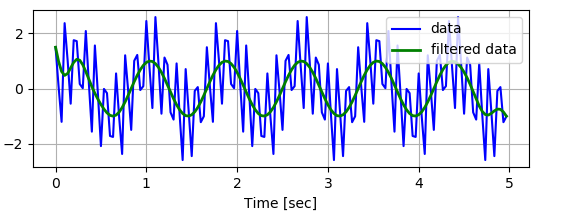 data
filtered data
2
0
−2
0 1 2 3 4 5
Time [sec]